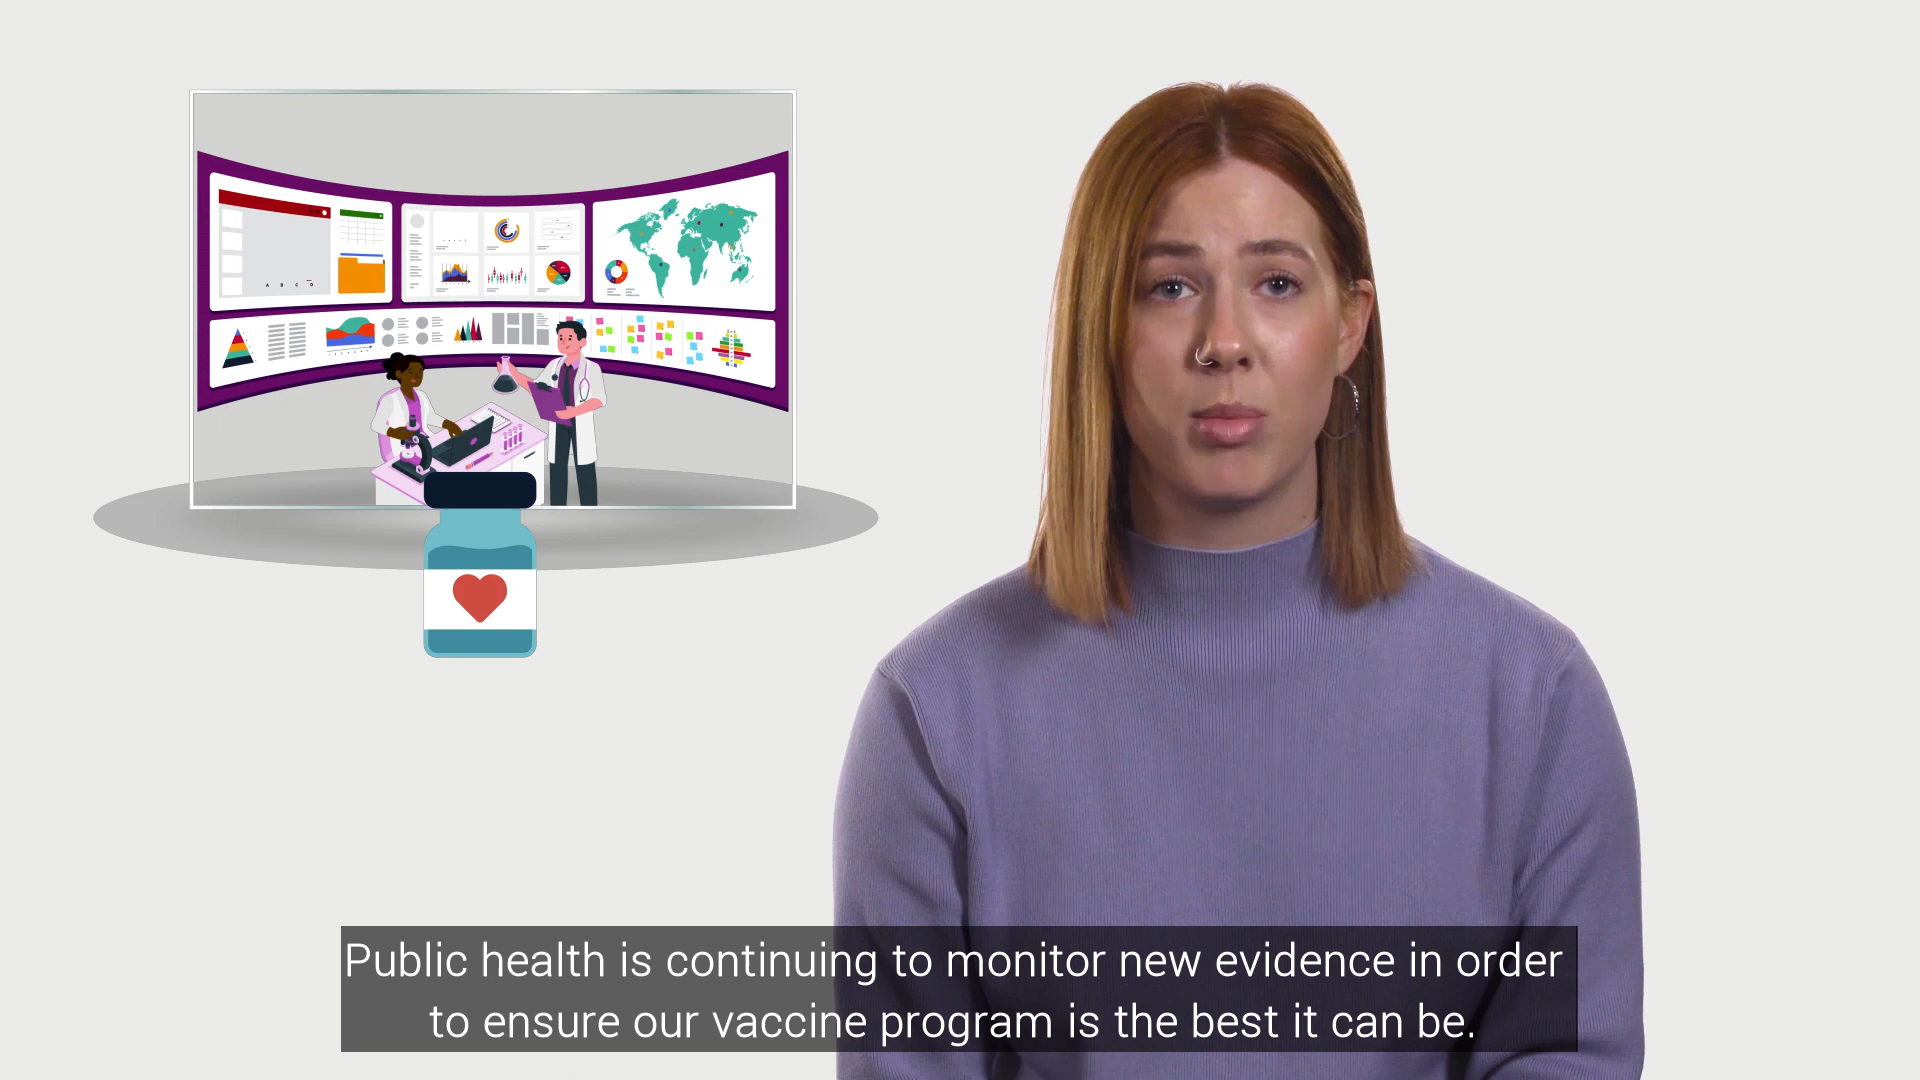 A B C D
Public health is continuing to monitor new evidence in order
to ensure our vaccine program is the best it can be.